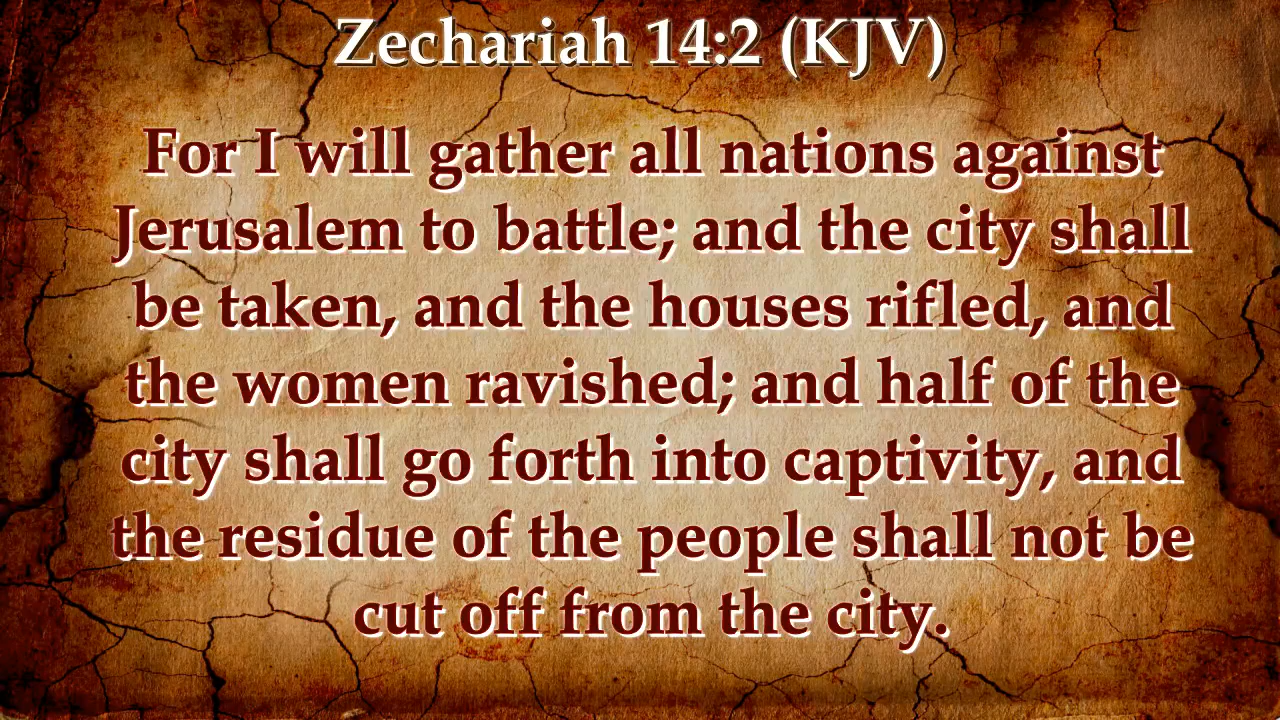 Zechariah 14:2 (KJV)
For I will gather all nations against
Jerusalem to battle; and the city shall
be taken, and the houses rifled, and
the women ravished; and half of the
city shall go forth into captivity, and
the residue of the people shall not be
cut off from the city.